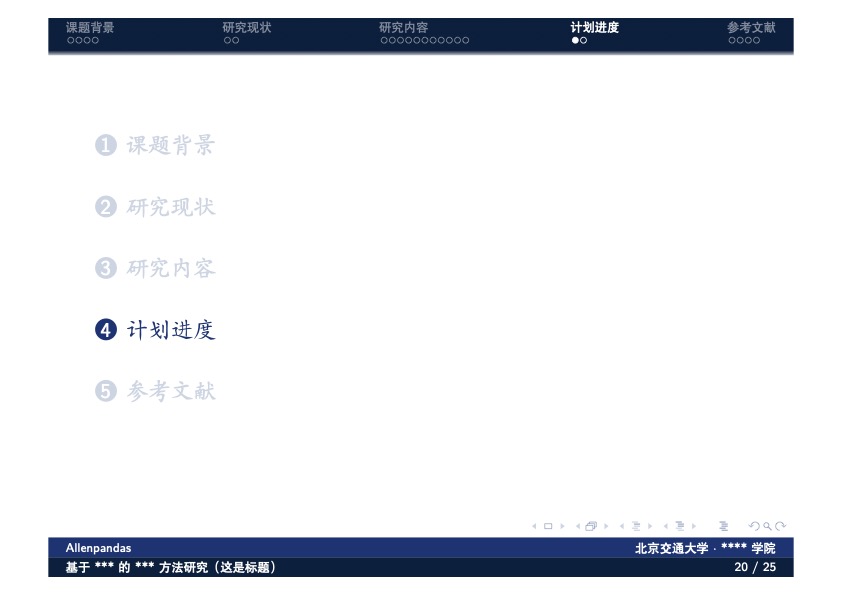 课题背景 研究现状 研究内容 计划进度 参考文献
1 课题背景
2 研究现状
3 研究内容
4 计划进度
5 参考文献
Allenpandas 北京交通大学 · **** 学院
基于 *** 的 *** 方法研究（这是标题） 20 / 25